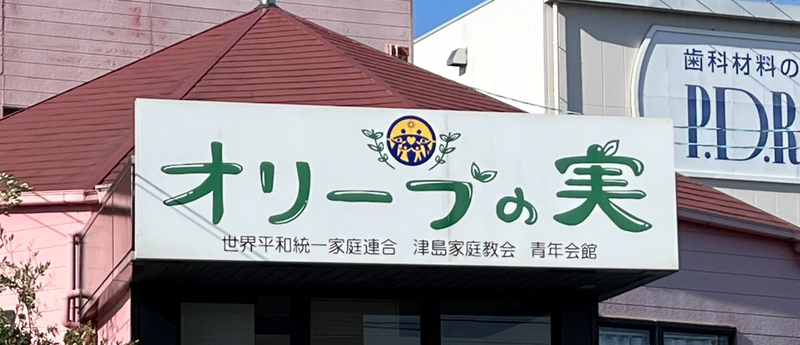 歯科材料の
P.D.R
オリーブの実
世界平和統一家庭連合 津島家庭教会 青年会館